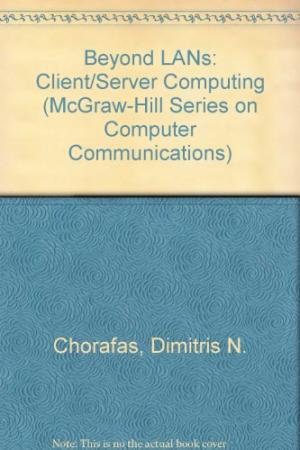 Beyond LANs:
Client/Server Computing
(McGraw-Hill Series on
Computer
Communications)
Chorafas, Dimitris N.
Note: This is no the actual book cover